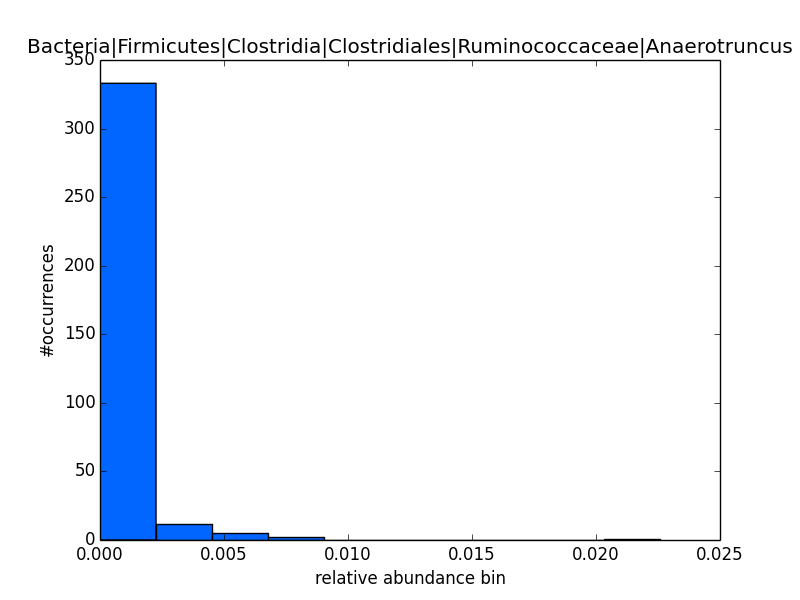 Bacteria|Firmicutes|Clostridia|Clostridiales|Ruminococcaceae|Anaerotruncus
350
300
250
200
150
100
50
0
#occurrences
0.000 0.005 0.010 0.015 0.020 0.025
relative abundance bin